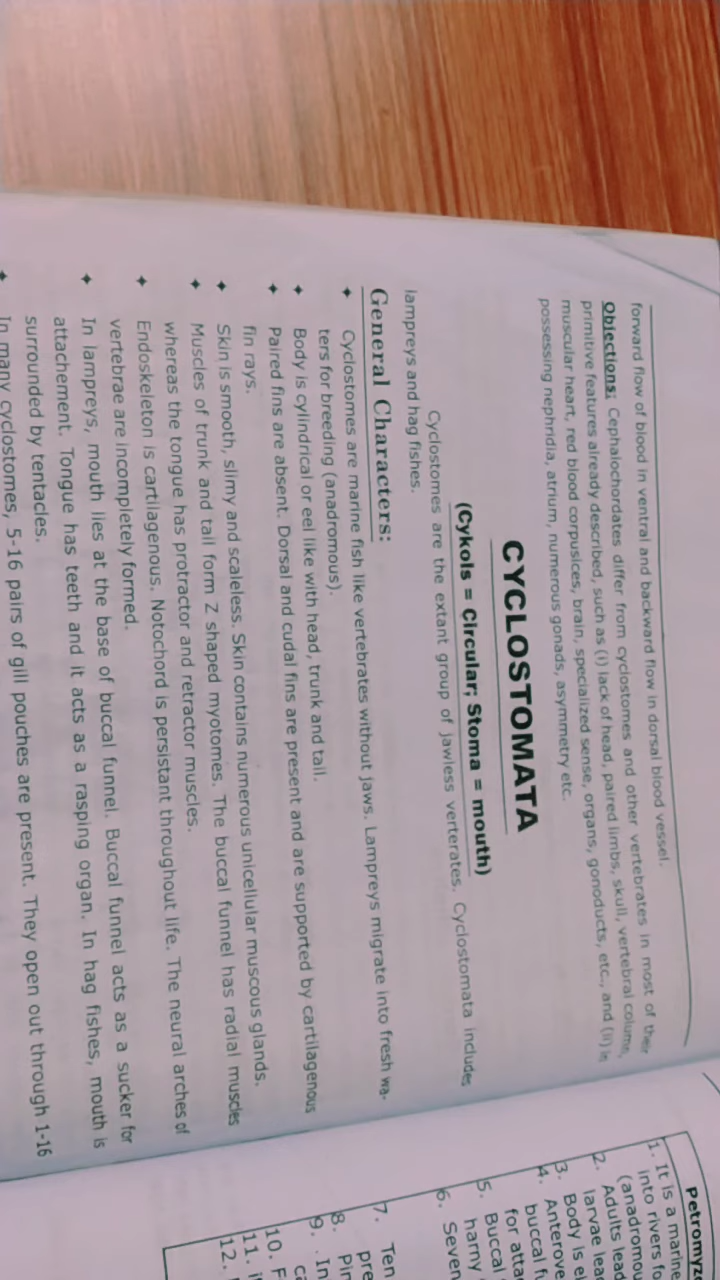 forward flow of blood in ventral and backward flow in dorsal blood vessel.
Objections: Cephalochordates differ from cyclostomes and other vertebrates in most of their
primitive features already described, such as (i) lack of head, paired limbs, skull, vertebral column,
muscular heart, red blood corpusices, brain, specialized sense, organs, gonoducts, etc., and (ii) in
possessing nephridia, atrium, numerous gonads, asymmetry etc.
CYCLOSTOMATA
(Cykols = Circular; Stoma = mouth)
Cyclostomes are the extant group of jawless verterates. Cyclostomata includes
lampreys and hag fishes.
General Characters:
✦ Cyclostomes are marine fish like vertebrates without jaws. Lampreys migrate into fresh wa-
ters for breeding (anadromous).
✦ Body is cylindrical or eel like with head, trunk and tail.
✦ Paired fins are absent. Dorsal and cudal fins are present and are supported by cartilagenous
fin rays.
✦ Skin is smooth, slimy and scaleless. Skin contains numerous unicellular muscous glands.
✦ Muscles of trunk and tail form Z shaped myotomes. The buccal funnel has radial muscles
whereas the tongue has protractor and retractor muscles.
✦ Endoskeleton is cartilagenous. Notochord is persistant throughout life. The neural arches of
vertebrae are incompletely formed.
✦ In lampreys, mouth lies at the base of buccal funnel. Buccal funnel acts as a sucker for
attachement. Tongue has teeth and it acts as a rasping organ. In hag fishes, mouth is
surrounded by tentacles.
✦ In many cyclostomes, 5-16 pairs of gill pouches are present. They open out through 1-16
Petromyz
1. It is a marine
into rivers fo
(anadromou
2. Adults lead
larvae lea
3. Body is el
4. Anterove
buccal f
for atta
5. Buccal
harny
6. Seven
7. Ten
pre
8. Pin
9. . In
ca
10. F
11. i
12.